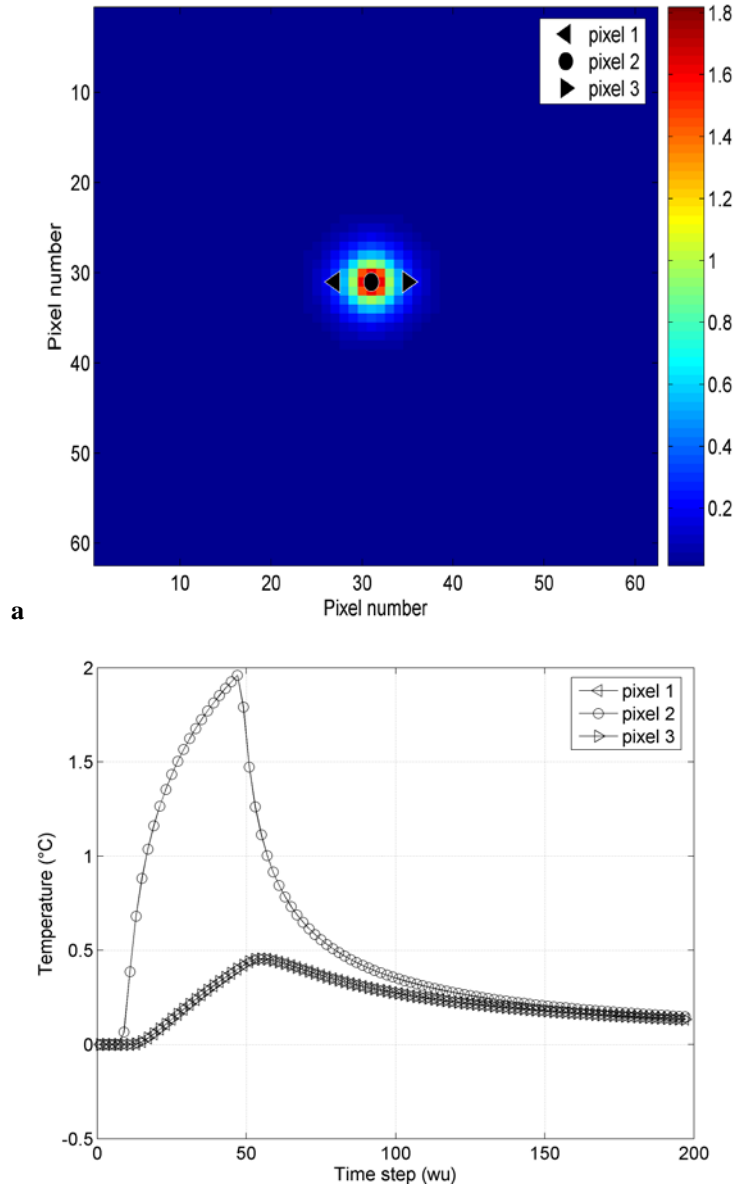 pixel 1
pixel 2
pixel 3
1.8
1.6
1.4
1.2
1
0.8
0.6
0.4
0.2
10
20
30
40
50
60
Pixel number
10 20 30 40 50 60
Pixel number
a
pixel 1
pixel 2
pixel 3
2
1.5
1
0.5
0
-0.5
Temperature (°C)
0 50 100 150 200
Time step (wu)